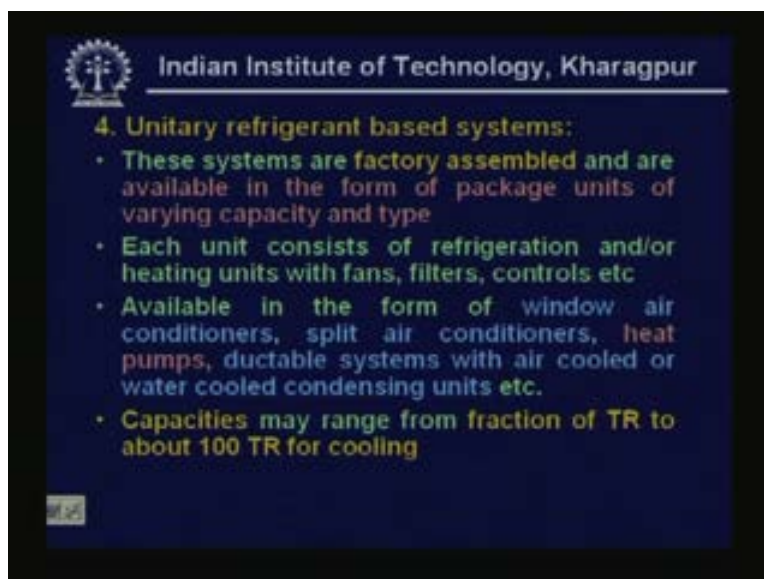 Indian Institute of Technology, Kharagpur
4. Unitary refrigerant based systems:
• These systems are factory assembled and are
available in the form of package units of
varying capacity and type
• Each unit consists of refrigeration and/or
heating units with fans, filters, controls etc
• Available in the form of window air
conditioners, split air conditioners, heat
pumps, ductable systems with air cooled or
water cooled condensing units etc.
• Capacities may range from fraction of TR to
about 100 TR for cooling